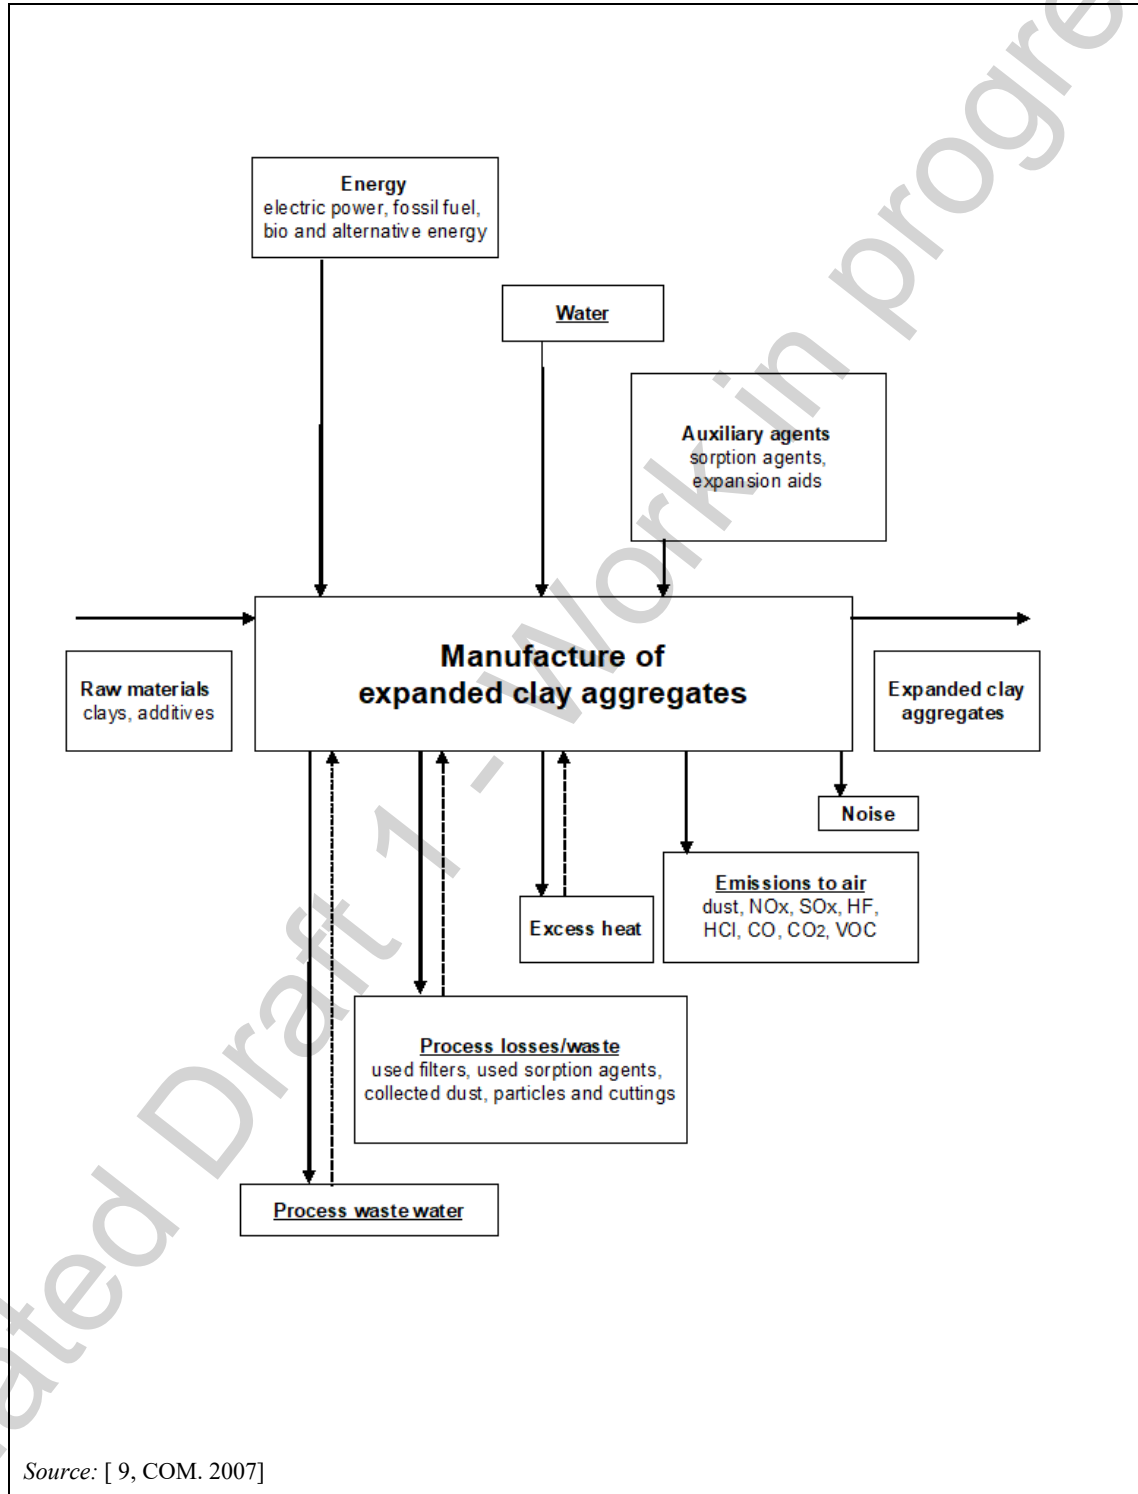 Energy
electric power, fossil fuel,
bio and alternative energy
Water
Auxiliary agents
sorption agents,
expansion aids
Manufacture of
expanded clay aggregates
Raw materials
clays, additives
Expanded clay
aggregates
Noise
Emissions to air
dust, NOx, SOx, HF,
HCl, CO, CO2, VOC
Excess heat
Process losses/waste
used filters, used sorption agents,
collected dust, particles and cuttings
Process waste water
Source: [ 9, COM. 2007]
ated Draft 1 - Work in progre